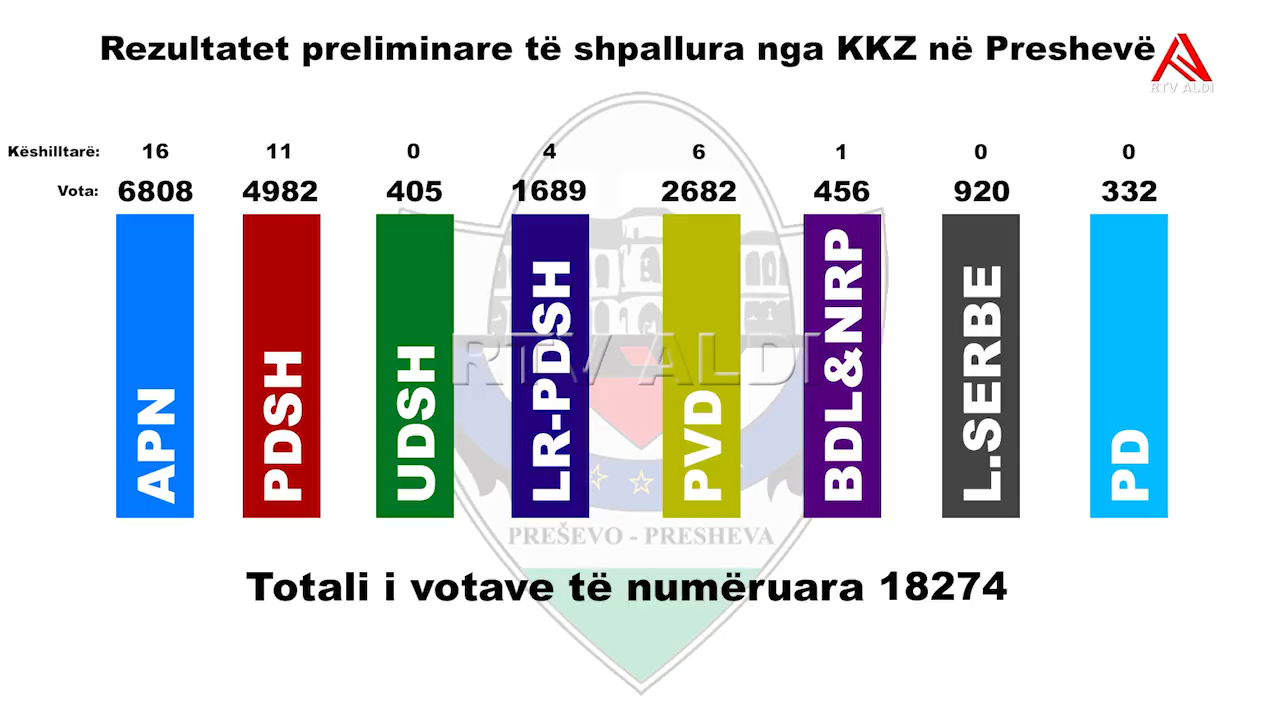 Rezultatet preliminare të shpallura nga KKZ në Preshevë
RTV ALDI
Këshilltarë: 16 11 0 4 6 1 0 0
Vota: 6808 4982 405 1689 2682 456 920 332
APN PDSH UDSH LR-PDSH PVD BDL&NRP L.SERBE PD
RTV ALDI
PREŠEVO - PRESHEVA
Totali i votave të numëruara 18274